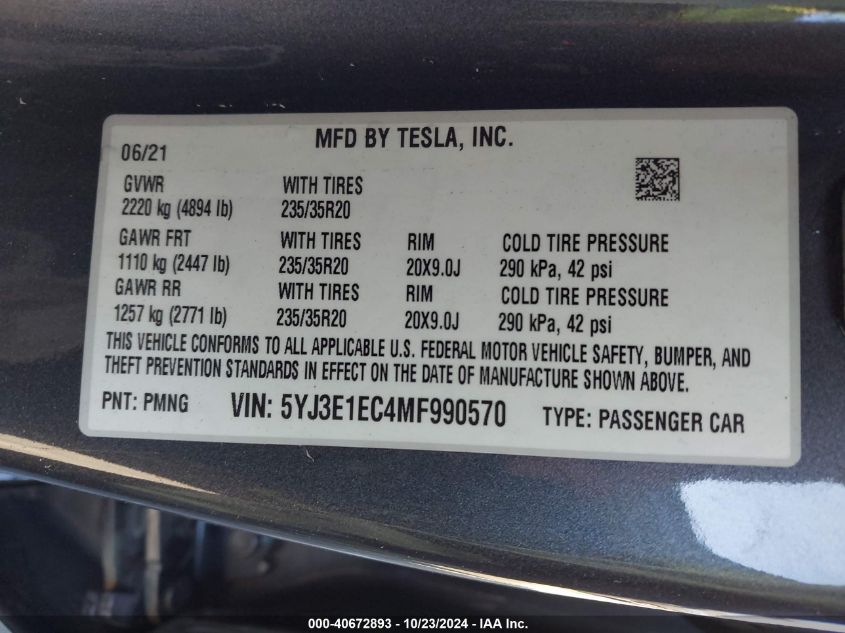 MFD BY TESLA, INC.
06/21
GVWR WITH TIRES
2220 kg (4894 lb) 235/35R20
GAWR FRT WITH TIRES RIM COLD TIRE PRESSURE
1110 kg (2447 lb) 235/35R20 20X9.0J 290 kPa, 42 psi
GAWR RR WITH TIRES RIM COLD TIRE PRESSURE
1257 kg (2771 lb) 235/35R20 20X9.0J 290 kPa, 42 psi
THIS VEHICLE CONFORMS TO ALL APPLICABLE U.S. FEDERAL MOTOR VEHICLE SAFETY, BUMPER, AND
THEFT PREVENTION STANDARDS IN EFFECT ON THE DATE OF MANUFACTURE SHOWN ABOVE.
PNT: PMNG VIN: 5YJ3E1EC4MF990570 TYPE: PASSENGER CAR
000-40672893 - 10/23/2024 - IAA Inc.